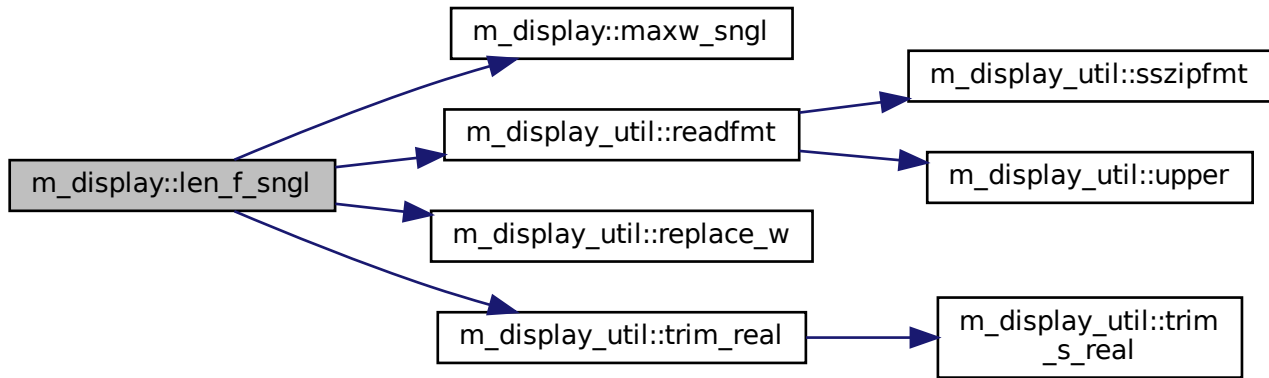 m_display::maxw_sngl
m_display_util::sszipfmt
m_display_util::readfmt
m_display::len_f_sngl
m_display_util::upper
m_display_util::replace_w
m_display_util::trim_real
m_display_util::trim
_s_real